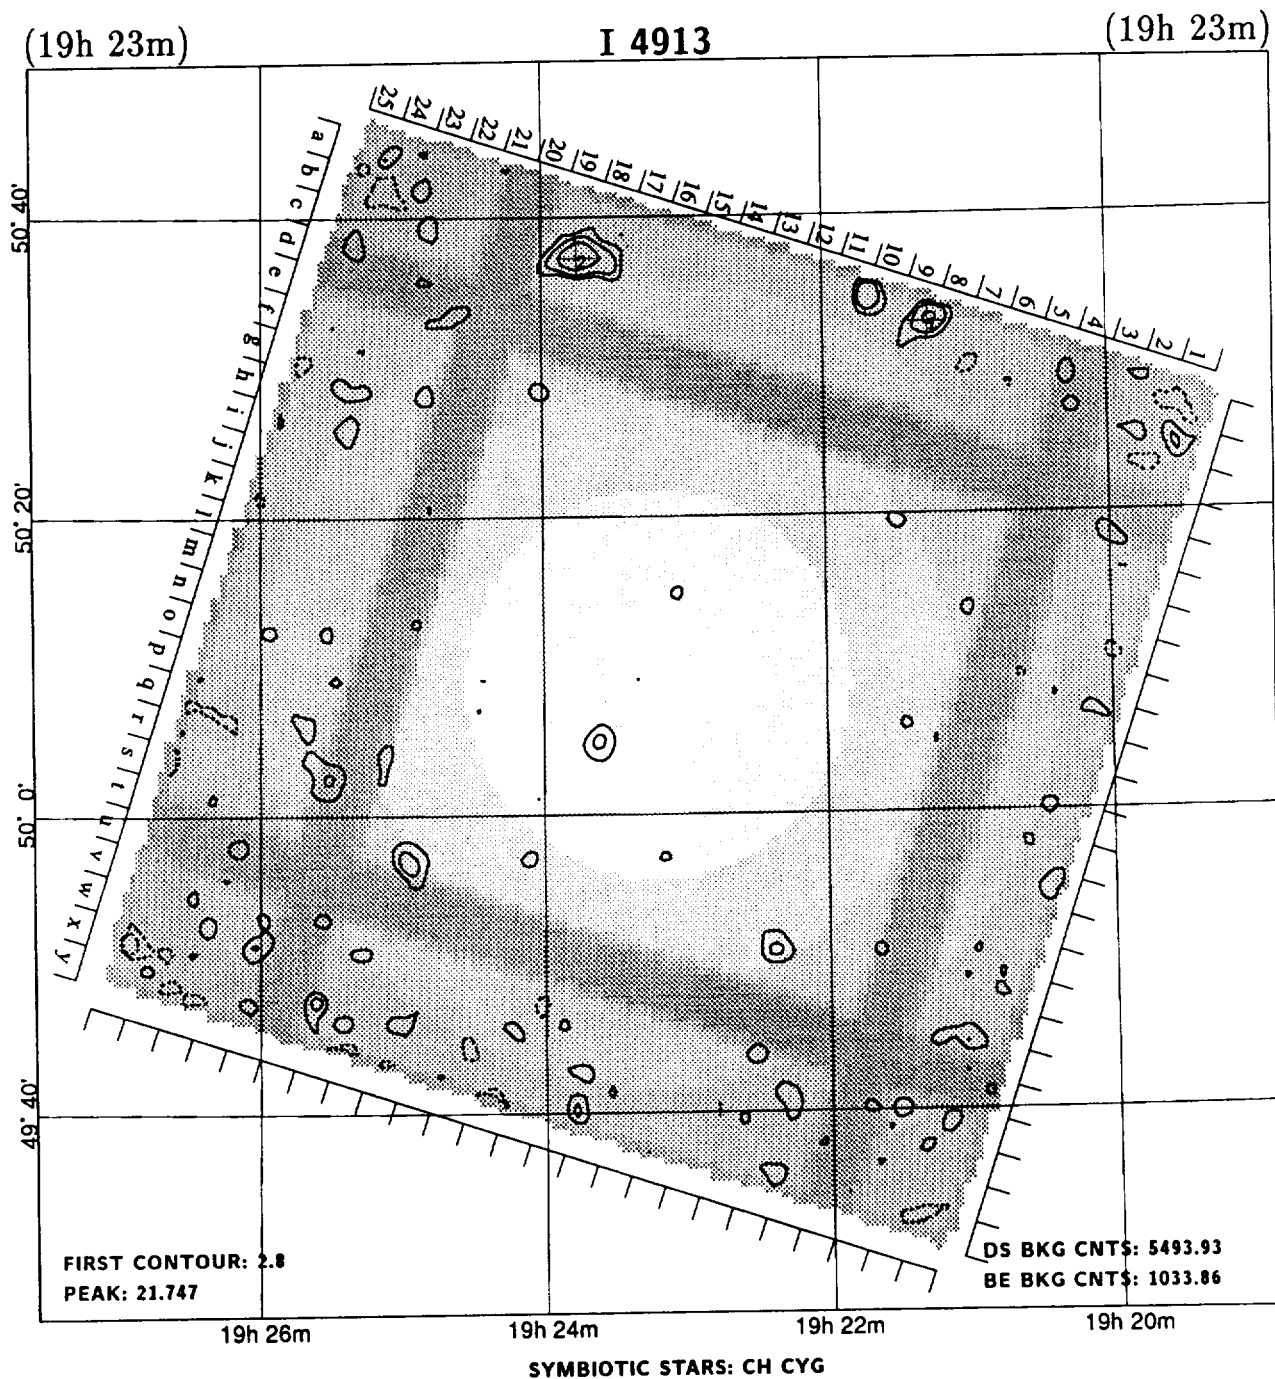 (19h 23m) I 4913 (19h 23m)
25 24 23 22 21 20 19 18 17 16 15 14 13 12 11 10 9 8 7 6 5 4 3 2 1
a b c d e f g h i j k l m n o p q r s t u v w x y
50° 40'
50° 20'
50° 0'
49° 40'
FIRST CONTOUR: 2.8
PEAK: 21.747
DS BKG CNTS: 5493.93
BE BKG CNTS: 1033.86
19h 26m 19h 24m 19h 22m 19h 20m
SYMBIOTIC STARS: CH CYG